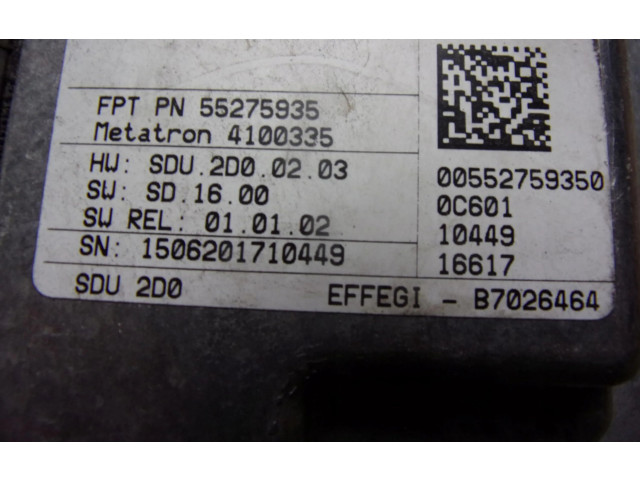 FPT PN 55275935
Metatron 4100335
HW: SDU.2D0.02.03
SW: SD.16.00
SW REL: 01.01.02
SN: 1506201710449
00552759350
0C601
10449
16617
SDU 2D0
EFFEGI - B7026464